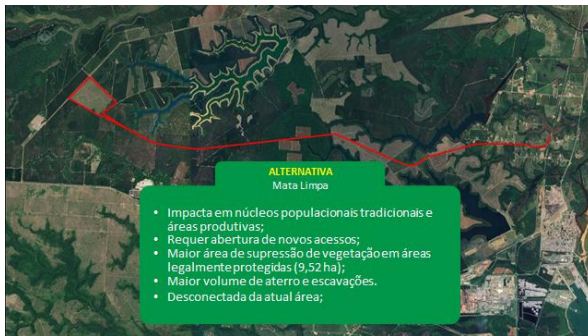 ALTERNATIVA
Mata Limpa
• Impacta em núcleos populacionais tradicionais e
áreas produtivas;
• Requer abertura de novos acessos;
• Maior área de supressão de vegetação em áreas
legalmente protegidas (9,52 ha);
• Maior volume de aterro e escavações.
• Desconectada da atual área;